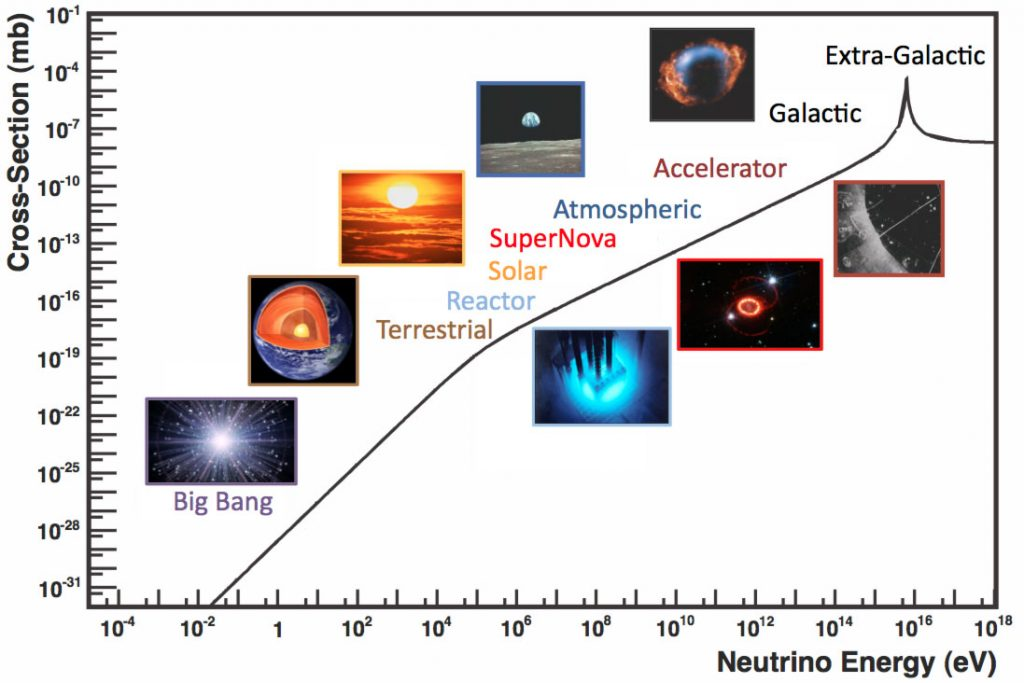 Cross-Section (mb)
10^-1
10^-4
10^-7
10^-10
10^-13
10^-16
10^-19
10^-22
10^-25
10^-28
10^-31
Extra-Galactic
Galactic
Accelerator
Atmospheric
SuperNova
Solar
Reactor
Terrestrial
Big Bang
10^-4 10^-2 1 10^2 10^4 10^6 10^8 10^10 10^12 10^14 10^16 10^18
Neutrino Energy (eV)